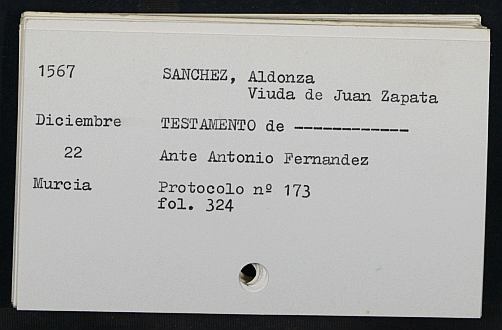 1567 SANCHEZ, Aldonza
Viuda de Juan Zapata
Diciembre TESTAMENTO de ------------
22 Ante Antonio Fernandez
Murcia Protocolo nº 173
fol. 324